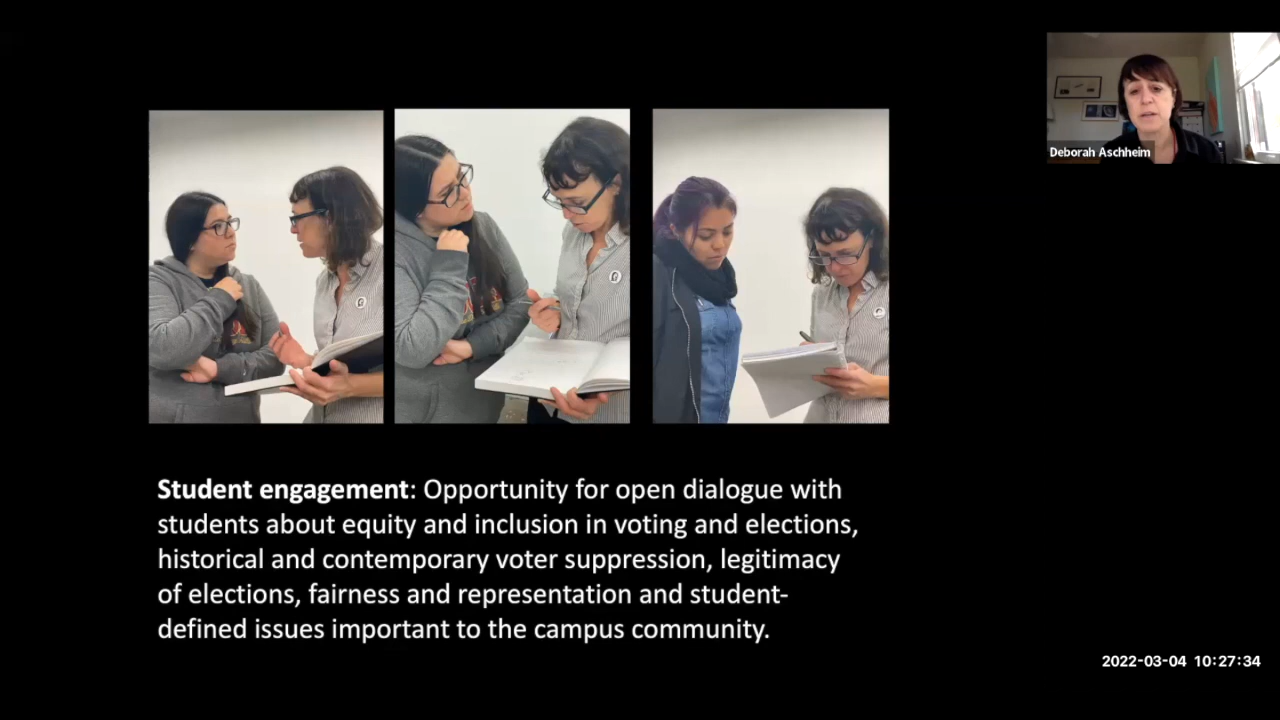 Deborah Aschheim
Student engagement: Opportunity for open dialogue with
students about equity and inclusion in voting and elections,
historical and contemporary voter suppression, legitimacy
of elections, fairness and representation and student-
defined issues important to the campus community.
2022-03-04 10:27:34